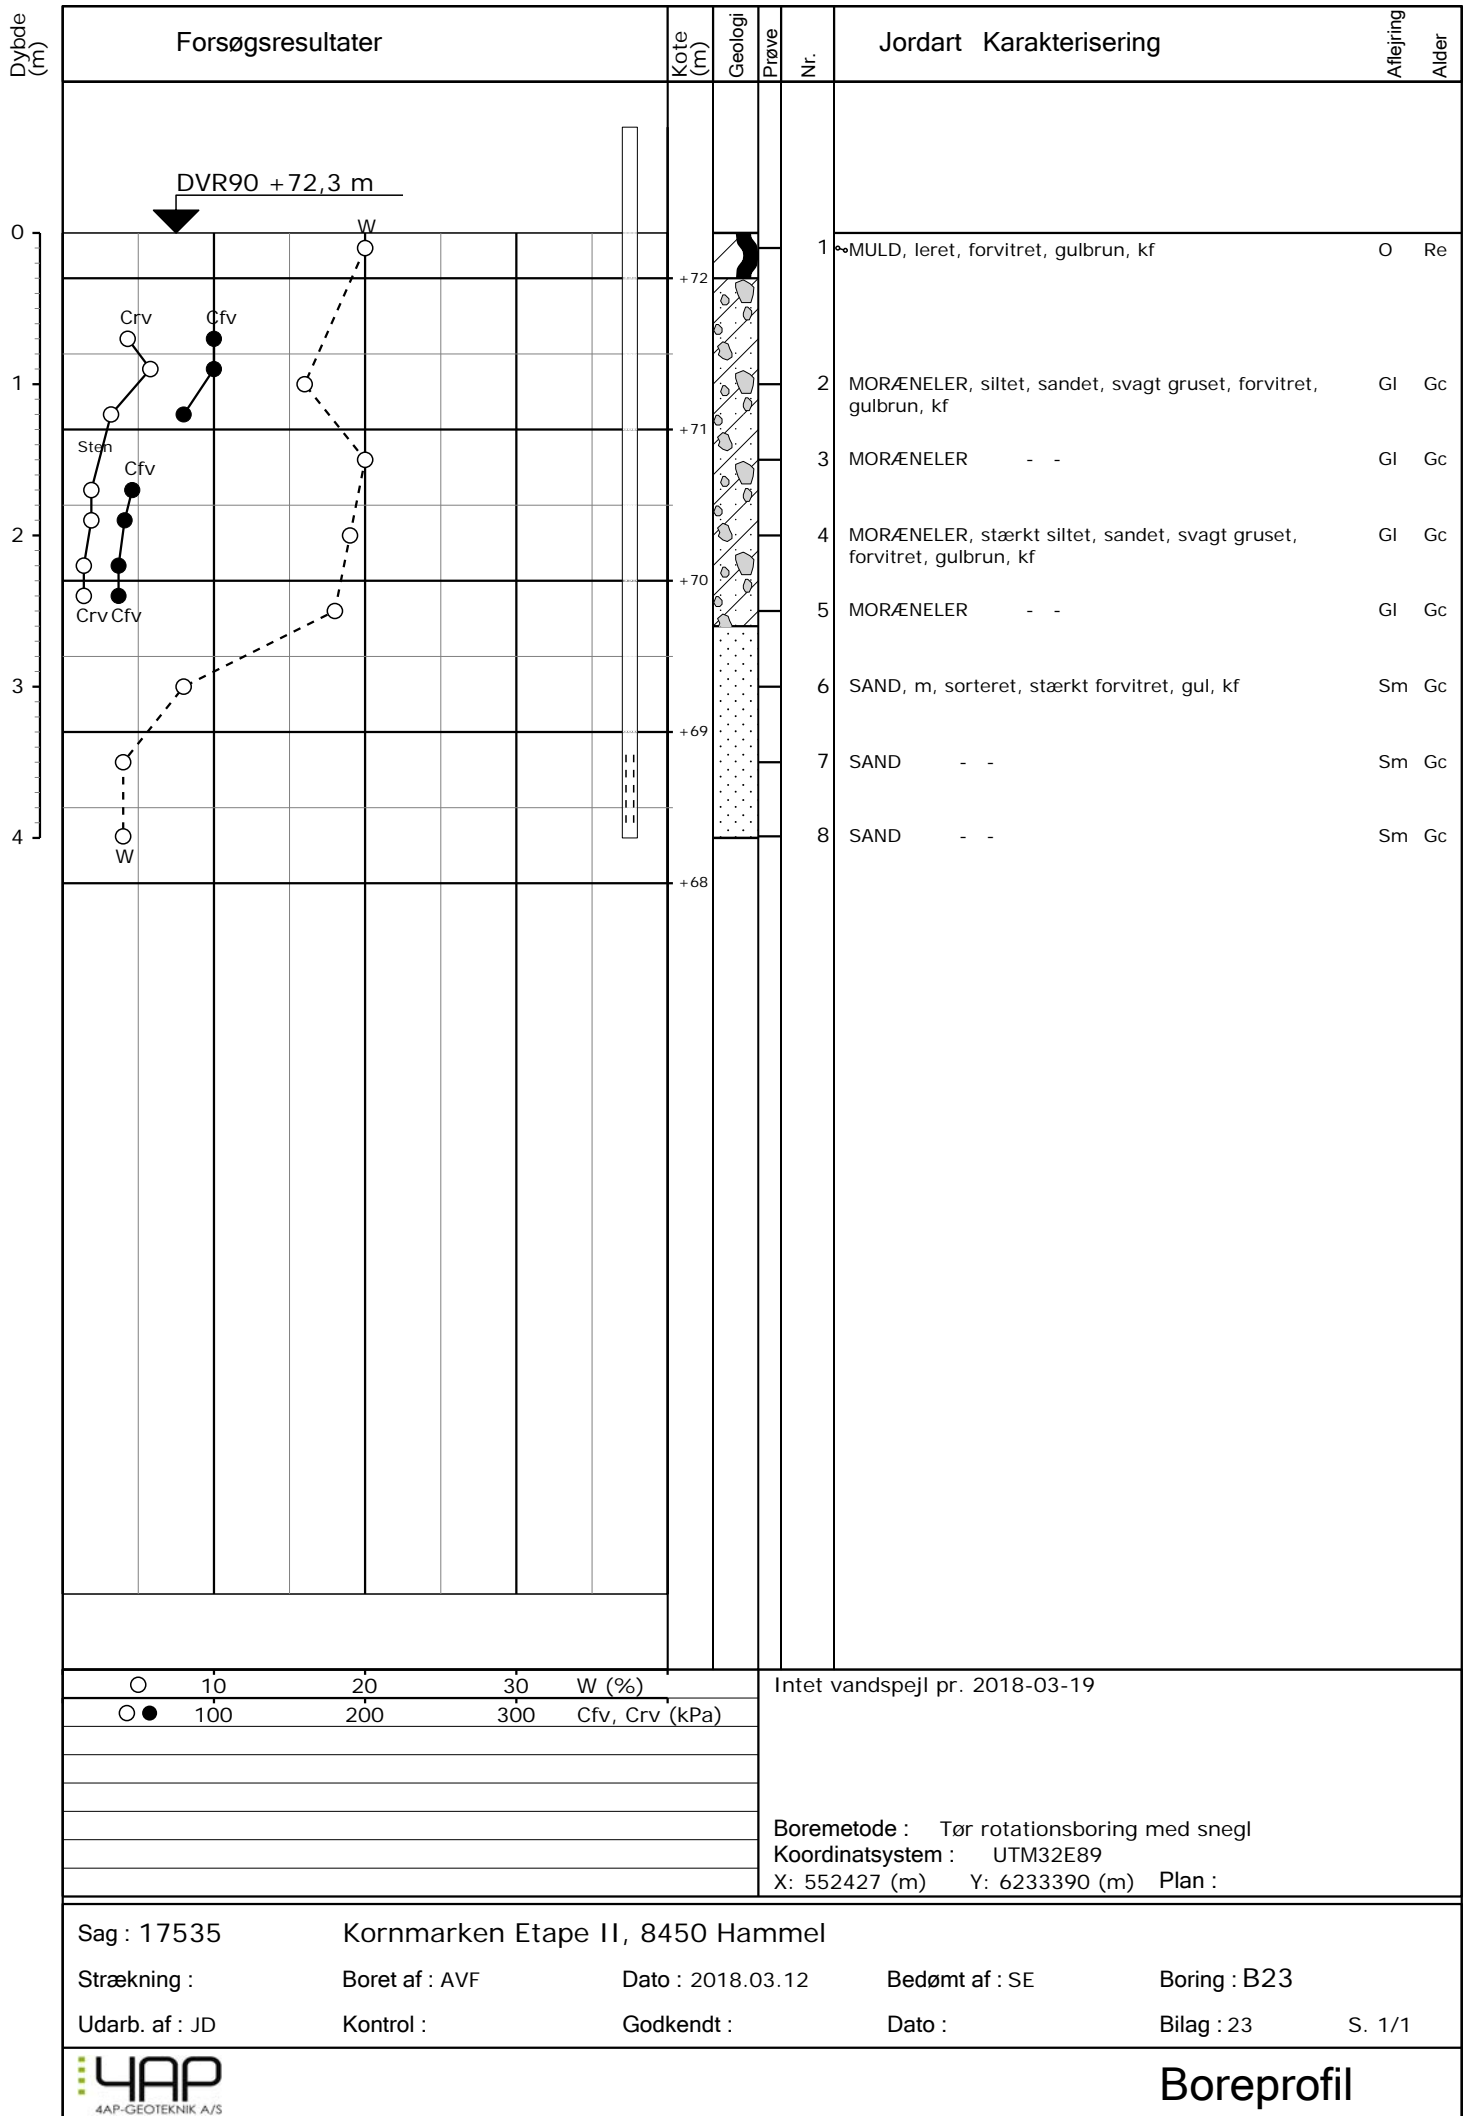 Dybde (m) Forsøgsresultater Kote (m) Geologi Prøve Nr. Jordart Karakterisering Aflejring Alder
DVR90 +72,3 m
W
0
1 MULD, leret, forvitret, gulbrun, kf O Re
+72
Crv Cfv
1
2 MORÆNELER, siltet, sandet, svagt gruset, forvitret, Gl Gc
gulbrun, kf
+71
Sten
3 MORÆNELER - - Gl Gc
Cfv
2
4 MORÆNELER, stærkt siltet, sandet, svagt gruset, Gl Gc
forvitret, gulbrun, kf
+70
5 MORÆNELER - - Gl Gc
Crv Cfv
3
6 SAND, m, sorteret, stærkt forvitret, gul, kf Sm Gc
+69
7 SAND - - Sm Gc
4
8 SAND - - Sm Gc
W
+68
10 20 30 W (%)
100 200 300 Cfv, Crv (kPa)
Intet vandspejl pr. 2018-03-19
Boremetode : Tør rotationsboring med snegl
Koordinatsystem : UTM32E89
X: 552427 (m) Y: 6233390 (m) Plan :
Sag : 17535 Kornmarken Etape II, 8450 Hammel
Strækning : Boret af : AVF Dato : 2018.03.12 Bedømt af : SE Boring : B23
Udarb. af : JD Kontrol : Godkendt : Dato : Bilag : 23 S. 1/1
4AP
4AP-GEOTEKNIK A/S
Boreprofil